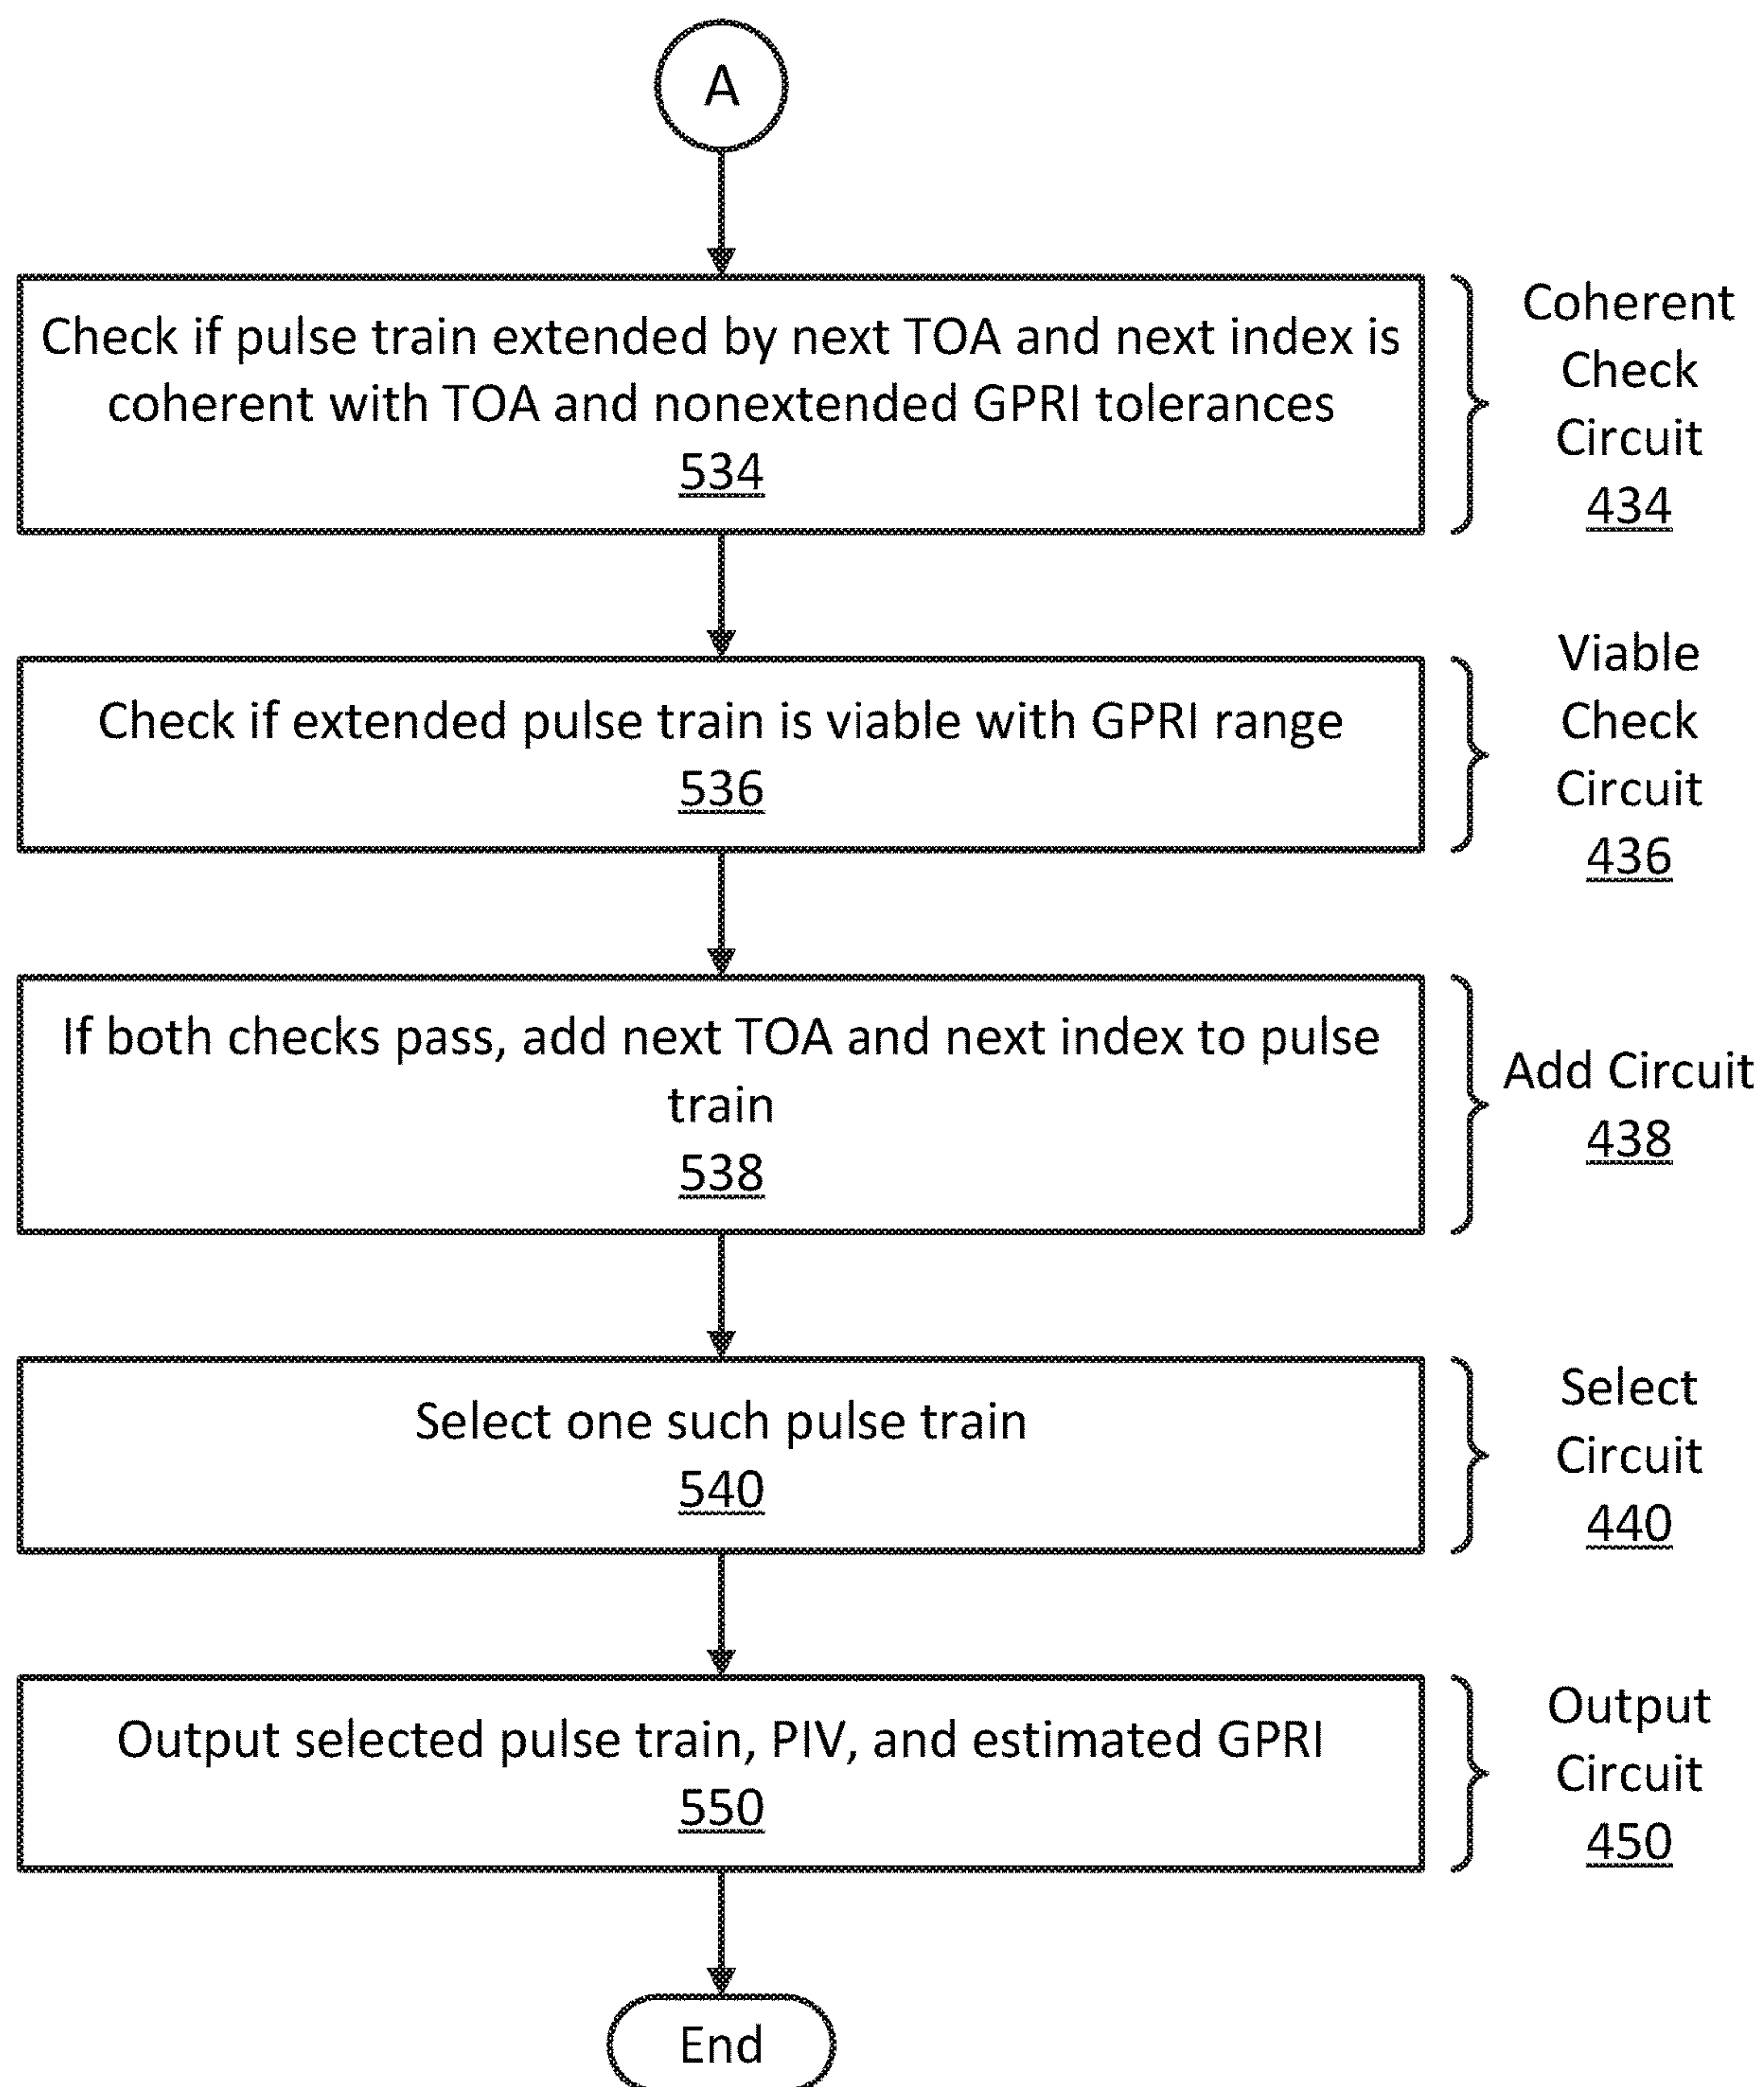 A
Check if pulse train extended by next TOA and next index is
coherent with TOA and nonextended GPRI tolerances
534
Coherent
Check
Circuit
434
Check if extended pulse train is viable with GPRI range
536
Viable
Check
Circuit
436
If both checks pass, add next TOA and next index to pulse
train
538
Add Circuit
438
Select one such pulse train
540
Select
Circuit
440
Output selected pulse train, PIV, and estimated GPRI
550
Output
Circuit
450
End